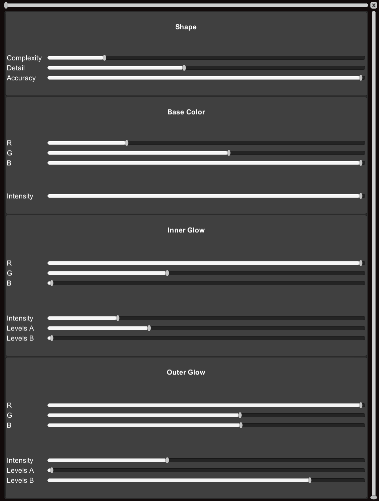 Shape
Complexity
Detail
Accuracy
Base Color
R
G
B
Intensity
Inner Glow
R
G
B
Intensity
Levels A
Levels B
Outer Glow
R
G
B
Intensity
Levels A
Levels B